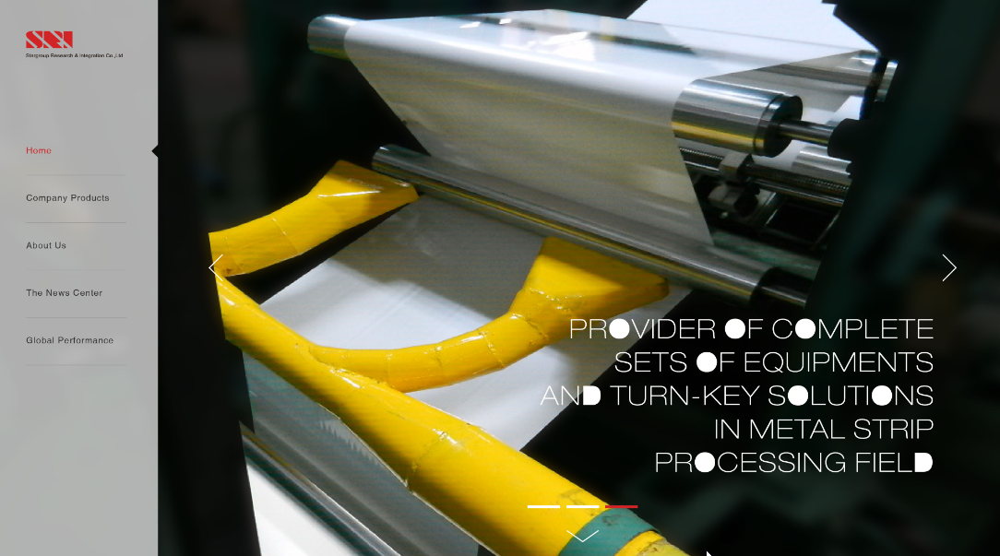 SRI
Stargroup Research & Integration Co.,Ltd
Home
Company Products
About Us
The News Center
Global Performance
PROVIDER OF COMPLETE
SETS OF EQUIPMENTS
AND TURN-KEY SOLUTIONS
IN METAL STRIP
PROCESSING FIELD